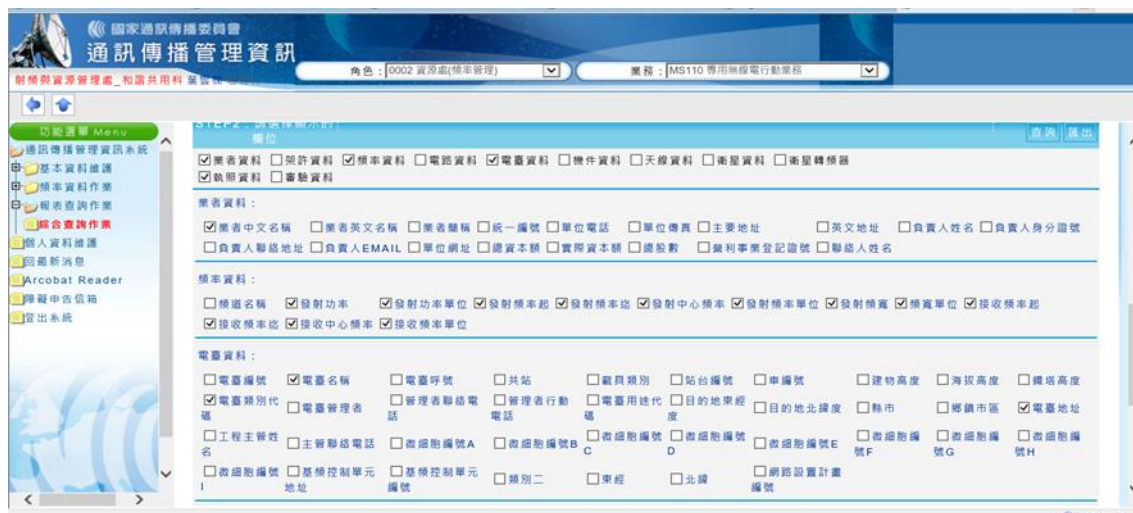 國家通訊傳播委員會
通訊傳播管理資訊
射頻與資源管理處_和諧共用科
角色：0002 資源處(頻率管理)
業務：MS110 專用無線電行動業務
功能選單 Menu
通訊傳播管理資訊系統
基本資料維護
頻率資料作業
報表查詢作業
綜合查詢作業
個人資料維護
回最新消息
Arcobat Reader
障礙申告信箱
登出系統
STEP2：請選擇顯示的欄位
查詢 匯出
業者資料 架許資料 頻率資料 電路資料 電臺資料 機件資料 天線資料 衛星資料 衛星轉頻器
執照資料 審驗資料
業者資料：
業者中文名稱 業者英文名稱 業者簡稱 統一編號 單位電話 單位傳真 主要地址 英文地址 負責人姓名 負責人身分證號
負責人聯絡地址 負責人EMAIL 單位網址 總資本額 實際資本額 總股數 營利事業登記證號 聯絡人姓名
頻率資料：
頻道名稱 發射功率 發射功率單位 發射頻率起 發射頻率迄 發射中心頻率 發射頻率單位 發射頻寬 頻寬單位 接收頻率起
接收頻率迄 接收中心頻率 接收頻率單位
電臺資料：
電臺編號 電臺名稱 電臺呼號 共站 載具類別 站台編號 車編號 建物高度 海拔高度 鐵塔高度
電臺類別代碼 電臺管理者 管理者聯絡電話 管理者行動電話 電臺用途代碼 目的地東經度 目的地北緯度 縣市 鄉鎮市區 電臺地址
工程主管姓名 主管聯絡電話 微細胞編號A 微細胞編號B 微細胞編號C 微細胞編號D 微細胞編號E 微細胞編號F 微細胞編號G 微細胞編號H
微細胞編號I 基頻控制單元地址 基頻控制單元編號 類別二 東經 北緯 網路設置計畫編號